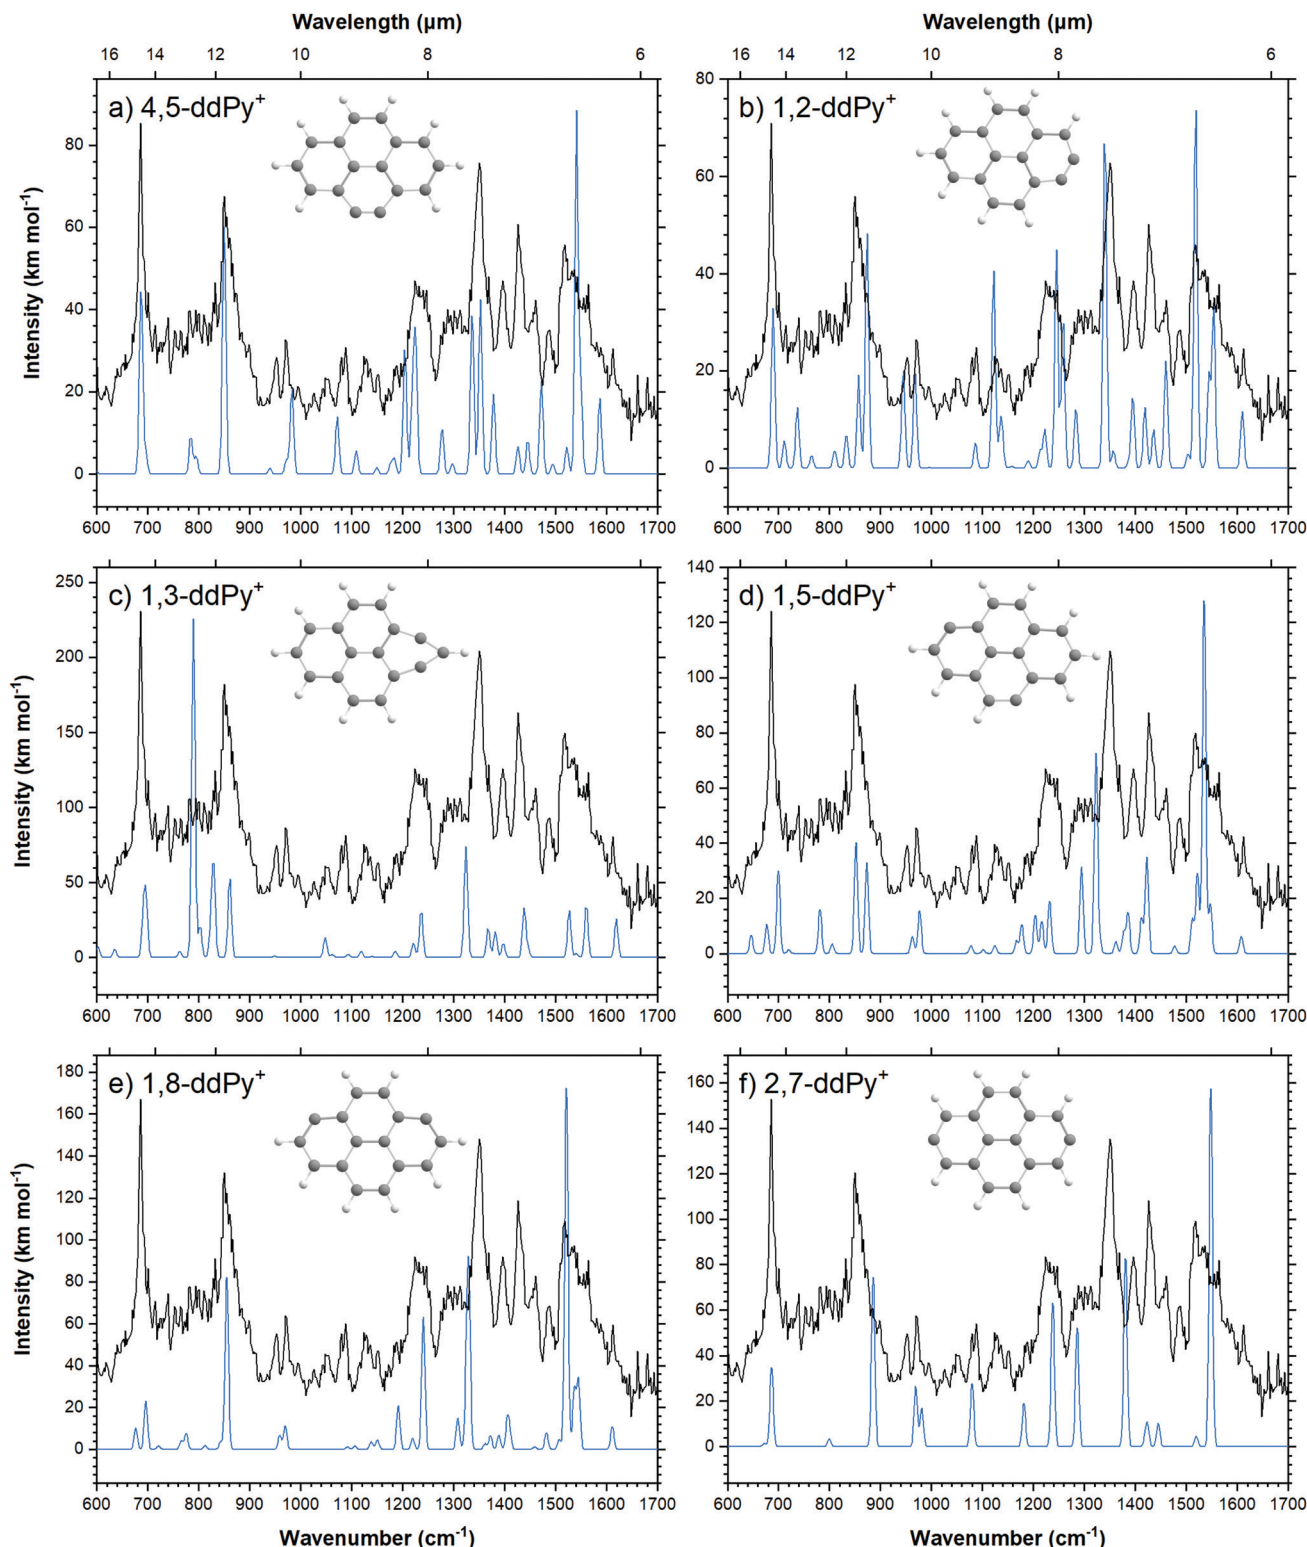 Wavelength (µm)
Wavelength (µm)
16 14 12 10 8 6
16 14 12 10 8 6
a) 4,5-ddPy⁺
b) 1,2-ddPy⁺
Intensity (km mol⁻¹)
80
60
40
20
0
80
60
40
20
0
600 700 800 900 1000 1100 1200 1300 1400 1500 1600 1700
600 700 800 900 1000 1100 1200 1300 1400 1500 1600 1700
c) 1,3-ddPy⁺
d) 1,5-ddPy⁺
Intensity (km mol⁻¹)
250
200
150
100
50
0
140
120
100
80
60
40
20
0
600 700 800 900 1000 1100 1200 1300 1400 1500 1600 1700
600 700 800 900 1000 1100 1200 1300 1400 1500 1600 1700
e) 1,8-ddPy⁺
f) 2,7-ddPy⁺
Intensity (km mol⁻¹)
180
160
140
120
100
80
60
40
20
0
160
140
120
100
80
60
40
20
0
600 700 800 900 1000 1100 1200 1300 1400 1500 1600 1700
600 700 800 900 1000 1100 1200 1300 1400 1500 1600 1700
Wavenumber (cm⁻¹)
Wavenumber (cm⁻¹)